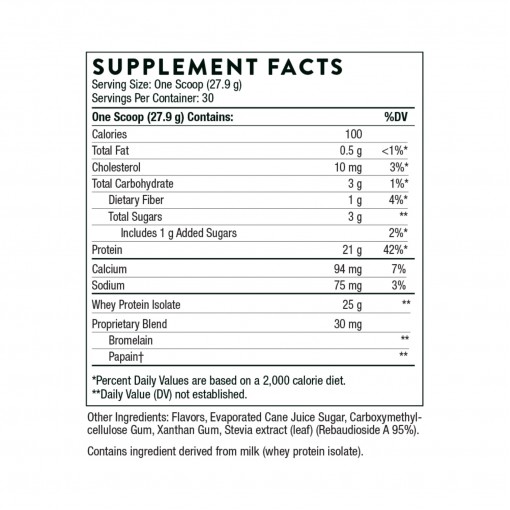 SUPPLEMENT FACTS
Serving Size: One Scoop (27.9 g)
Servings Per Container: 30
One Scoop (27.9 g) Contains: %DV
Calories 100
Total Fat 0.5 g <1%*
Cholesterol 10 mg 3%*
Total Carbohydrate 3 g 1%*
Dietary Fiber 1 g 4%*
Total Sugars 3 g **
Includes 1 g Added Sugars 2%*
Protein 21 g 42%*
Calcium 94 mg 7%
Sodium 75 mg 3%
Whey Protein Isolate 25 g **
Proprietary Blend 30 mg
Bromelain **
Papain† **
*Percent Daily Values are based on a 2,000 calorie diet.
**Daily Value (DV) not established.
Other Ingredients: Flavors, Evaporated Cane Juice Sugar, Carboxymethyl-
cellulose Gum, Xanthan Gum, Stevia extract (leaf) (Rebaudioside A 95%).
Contains ingredient derived from milk (whey protein isolate).